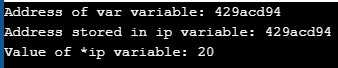 Address of var variable: 429acd94
Address stored in ip variable: 429acd94
Value of *ip variable: 20